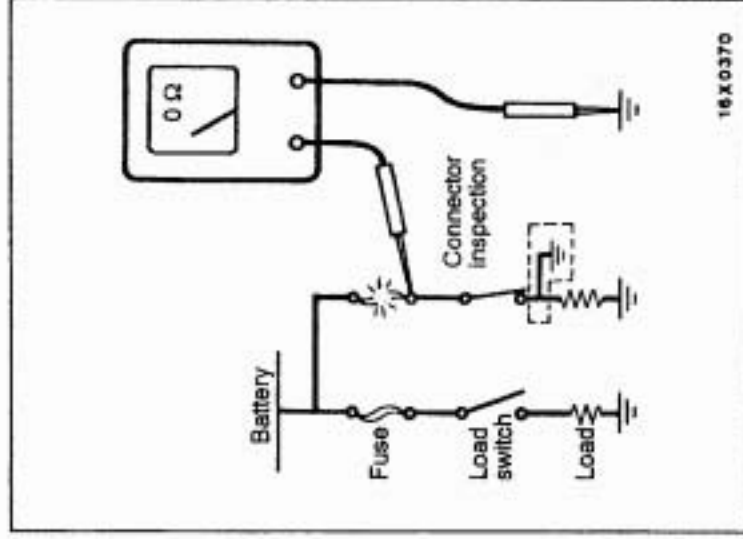 0 Ω
Battery
Fuse
Load
switch
Load
Connector
inspection
16X0370